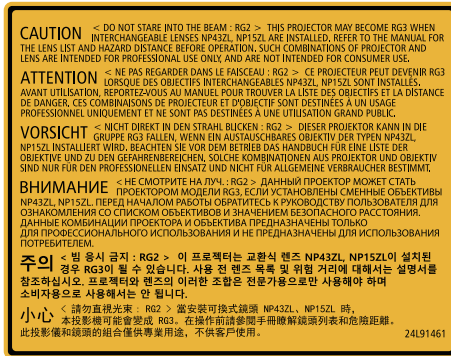 CAUTION < DO NOT STARE INTO THE BEAM : RG2 > THIS PROJECTOR MAY BECOME RG3 WHEN
INTERCHANGEABLE LENSES NP43ZL, NP15ZL ARE INSTALLED. REFER TO THE MANUAL FOR
THE LENS LIST AND HAZARD DISTANCE BEFORE OPERATION, SUCH COMBINATIONS OF PROJECTOR AND
LENS ARE INTENDED FOR PROFESSIONAL USE ONLY, AND ARE NOT INTENDED FOR CONSUMER USE.
ATTENTION < NE PAS REGARDER DANS LE FAISCEAU : RG2 > CE PROJECTEUR PEUT DEVENIR RG3
LORSQUE DES OBJECTIFS INTERCHANGEABLES NP43ZL, NP15ZL SONT INSTALLÉS.
AVANT UTILISATION, REPORTEZ-VOUS AU MANUEL POUR TROUVER LA LISTE DES OBJECTIFS ET LA DISTANCE
DE DANGER, CES COMBINAISONS DE PROJECTEUR ET D'OBJECTIF SONT DESTINÉES À UN USAGE
PROFESSIONNEL UNIQUEMENT ET NE SONT PAS DESTINÉES À UNE UTILISATION GRAND PUBLIC.
VORSICHT < NICHT DIREKT IN DEN STRAHL BLICKEN : RG2 > DIESER PROJEKTOR KANN IN DIE
GRUPPE RG3 FALLEN, WENN EIN AUSTAUSCHBARES OBJEKTIV DER TYPEN NP43ZL,
NP15ZL INSTALLIERT WIRD. BEACHTEN SIE VOR DEM BETRIEB DAS HANDBUCH FÜR EINE LISTE DER
OBJEKTIVE UND ZU DEN GEFAHRENBEREICHEN, SOLCHE KOMBINATIONEN AUS PROJEKTOR UND OBJEKTIV
SIND NUR FÜR DEN PROFESSIONELLEN EINSATZ UND NICHT FÜR ALLGEMEINE VERBRAUCHER BESTIMMT.
ВНИМАНИЕ < НЕ СМОТРИТЕ НА ЛУЧ. : RG2 > ДАННЫЙ ПРОЕКТОР МОЖЕТ СТАТЬ
ПРОЕКТОРОМ МОДЕЛИ RG3, ЕСЛИ УСТАНОВЛЕНЫ СМЕННЫЕ ОБЪЕКТИВЫ
NP43ZL, NP15ZL. ПЕРЕД НАЧАЛОМ РАБОТЫ ОБРАТИТЕСЬ К РУКОВОДСТВУ ПОЛЬЗОВАТЕЛЯ ДЛЯ
ОЗНАКОМЛЕНИЯ СО СПИСКОМ ОБЪЕКТИВОВ И ЗНАЧЕНИЕМ БЕЗОПАСНОГО РАССТОЯНИЯ.
ДАННЫЕ КОМБИНАЦИИ ПРОЕКТОРА И ОБЪЕКТИВА ПРЕДНАЗНАЧЕНЫ ТОЛЬКО
ДЛЯ ПРОФЕССИОНАЛЬНОГО ИСПОЛЬЗОВАНИЯ И НЕ ПРЕДНАЗНАЧЕНЫ ДЛЯ ИСПОЛЬЗОВАНИЯ
ПОТРЕБИТЕЛЕМ.
주의 < 빔 응시 금지 : RG2 > 이 프로젝터는 교환식 렌즈 NP43ZL, NP15ZL이 설치된
경우 RG3이 될 수 있습니다. 사용 전 렌즈 목록 및 위험 거리에 대해서는 설명서를
참조하십시오. 프로젝터와 렌즈의 이러한 조합은 전문가용으로만 사용해야 하며
소비자용으로 사용해서는 안 됩니다.
小心 < 請勿直視光束 : RG2 > 當安裝可換式鏡頭 NP43ZL、NP15ZL 時,
本投影機可能會變成 RG3。在操作前請參閱手冊瞭解鏡頭列表和危險距離。
此投影儀和鏡頭的組合僅供專業用途，不供客戶使用。
24L91461